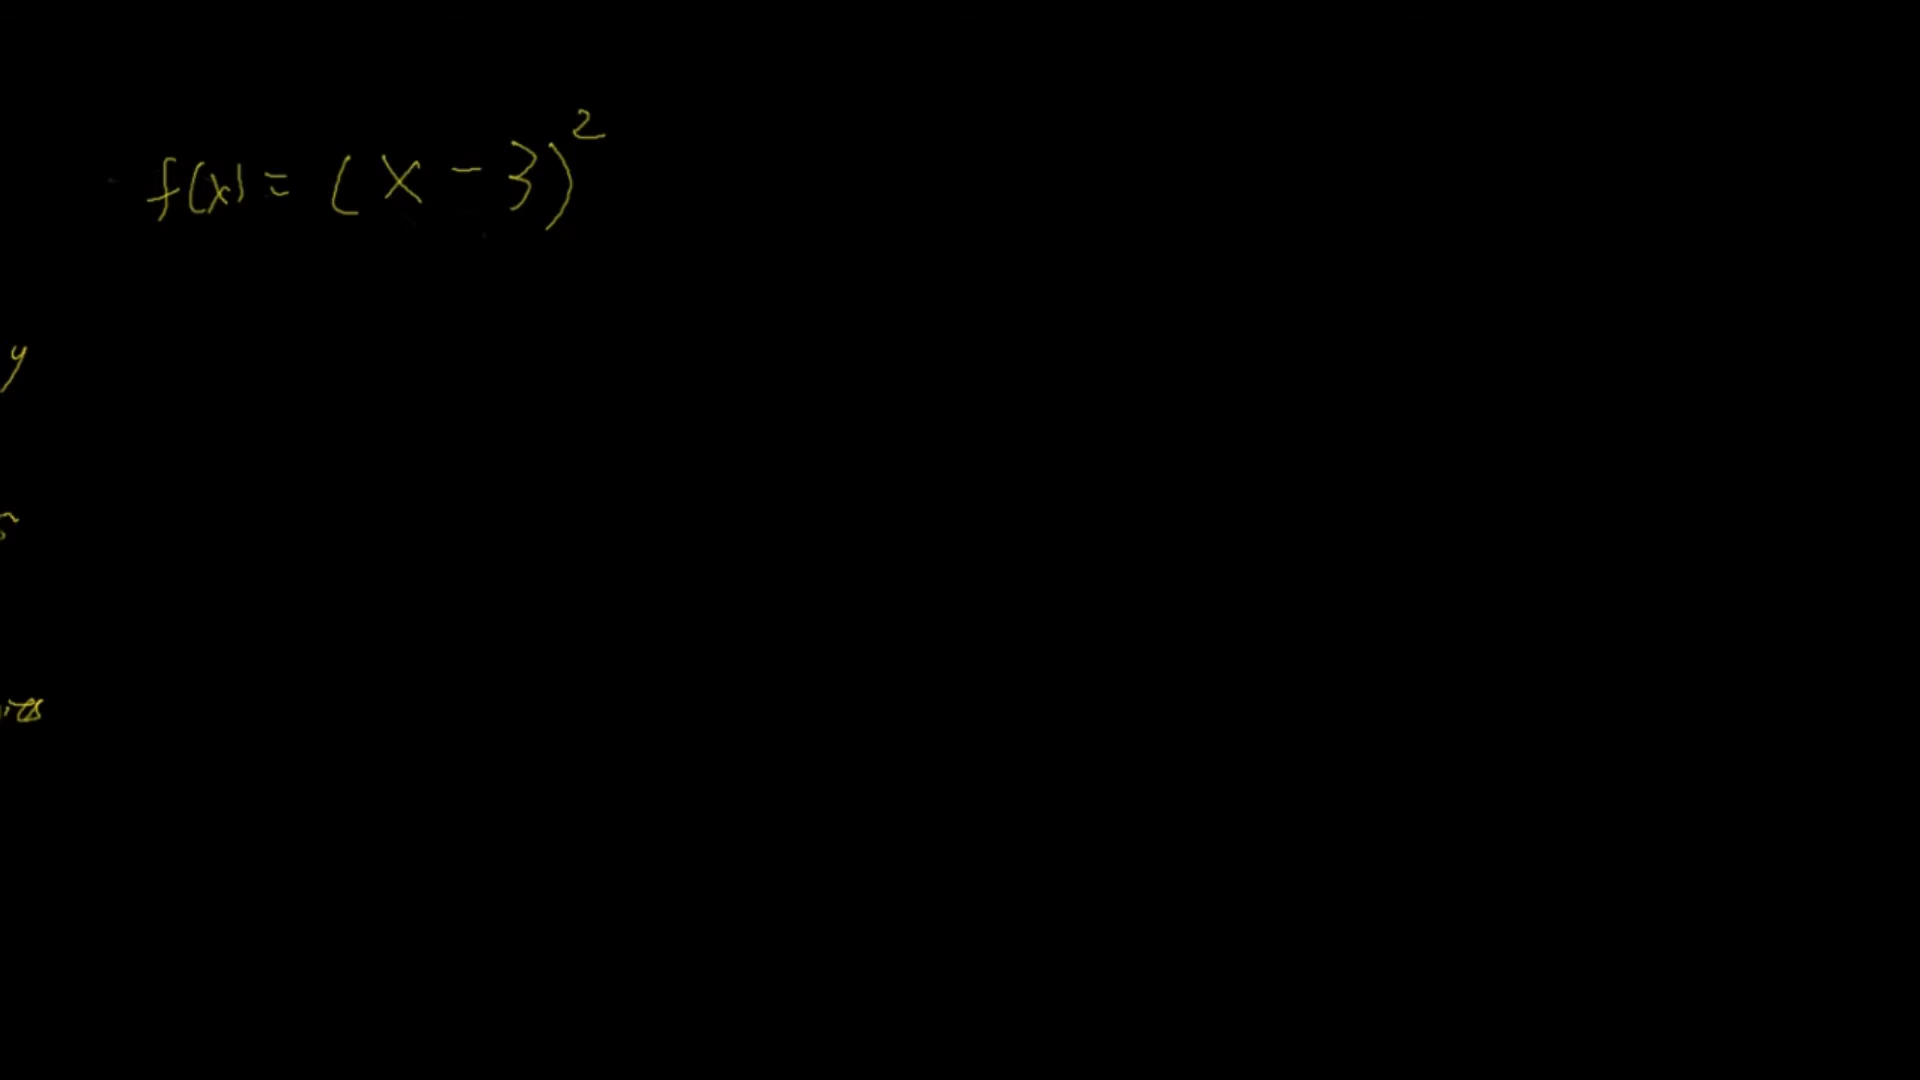 f(x) = (x - 3)²
y